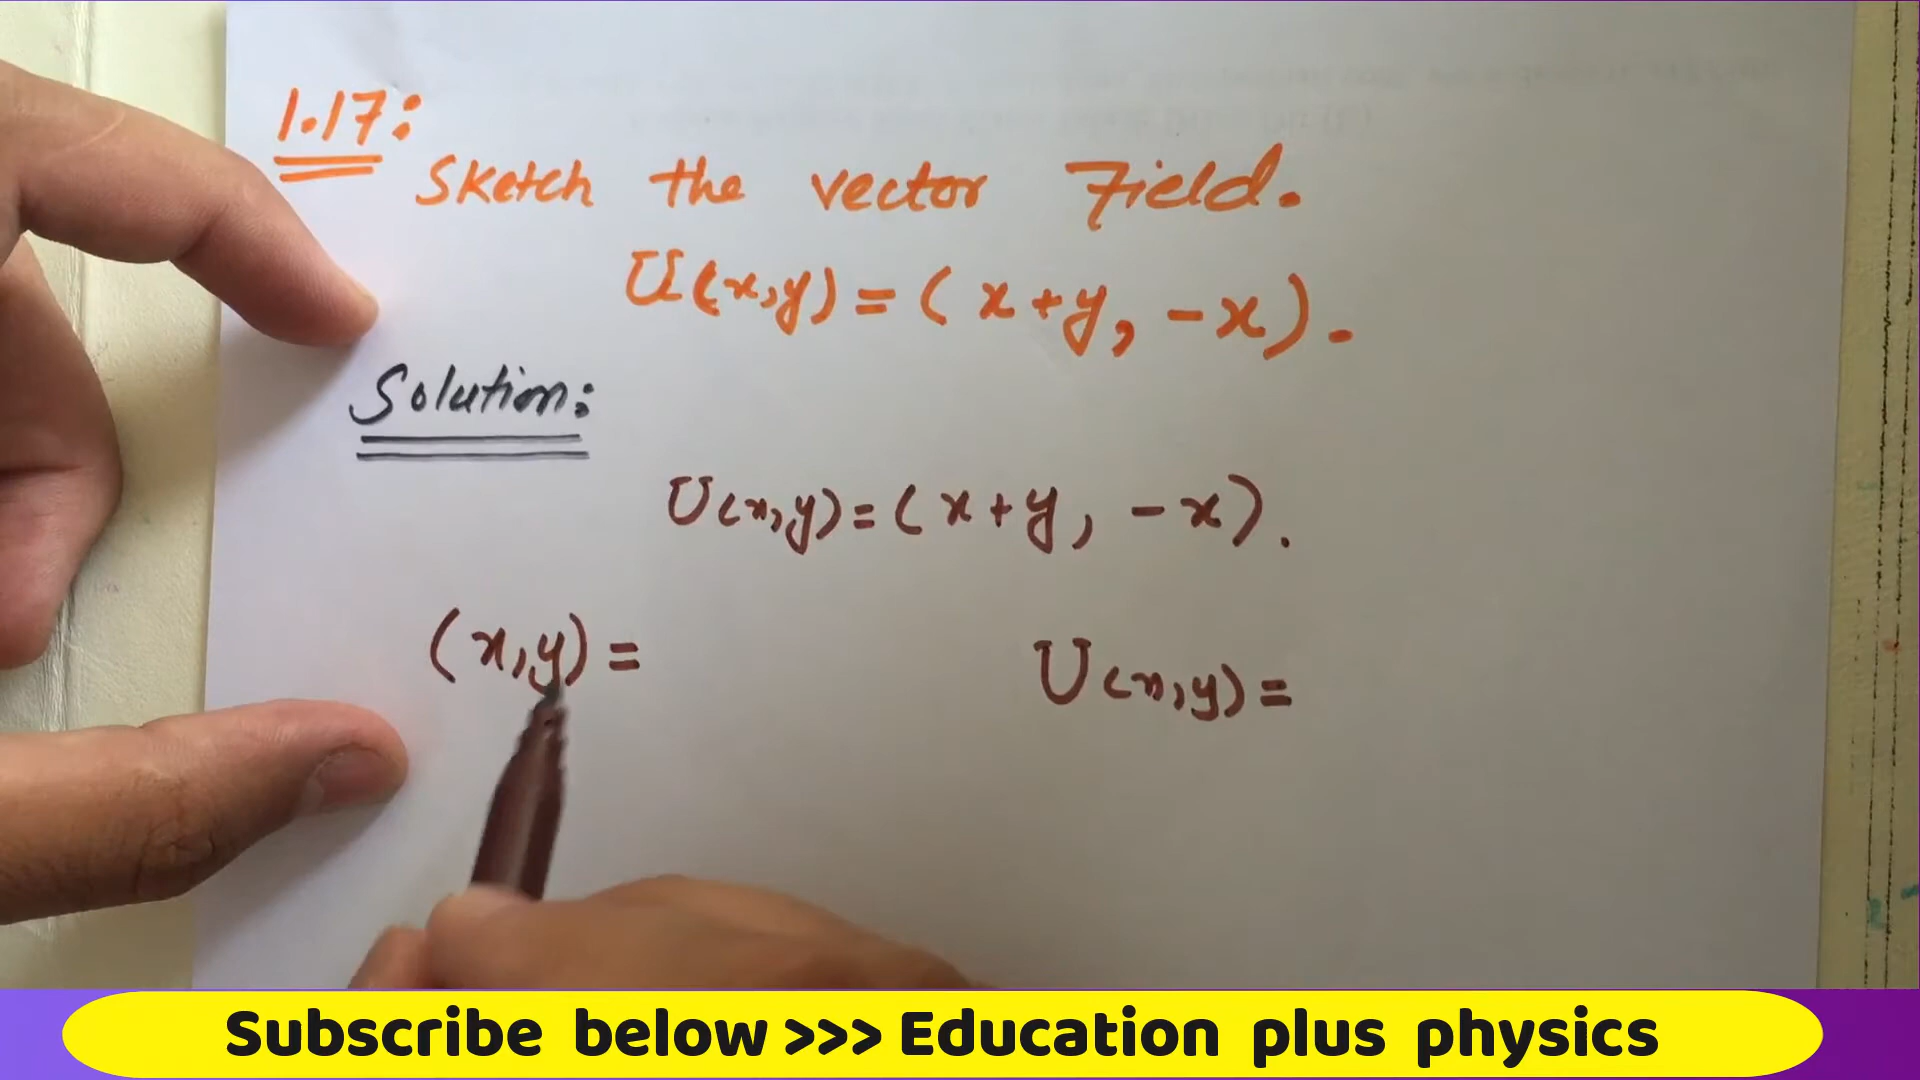 1.17:
Sketch the vector Field.
U(x,y) = (x+y, -x).
Solution:
U(x,y) = (x+y, -x).
(x,y) = U(x,y) =
Subscribe below >>> Education plus physics